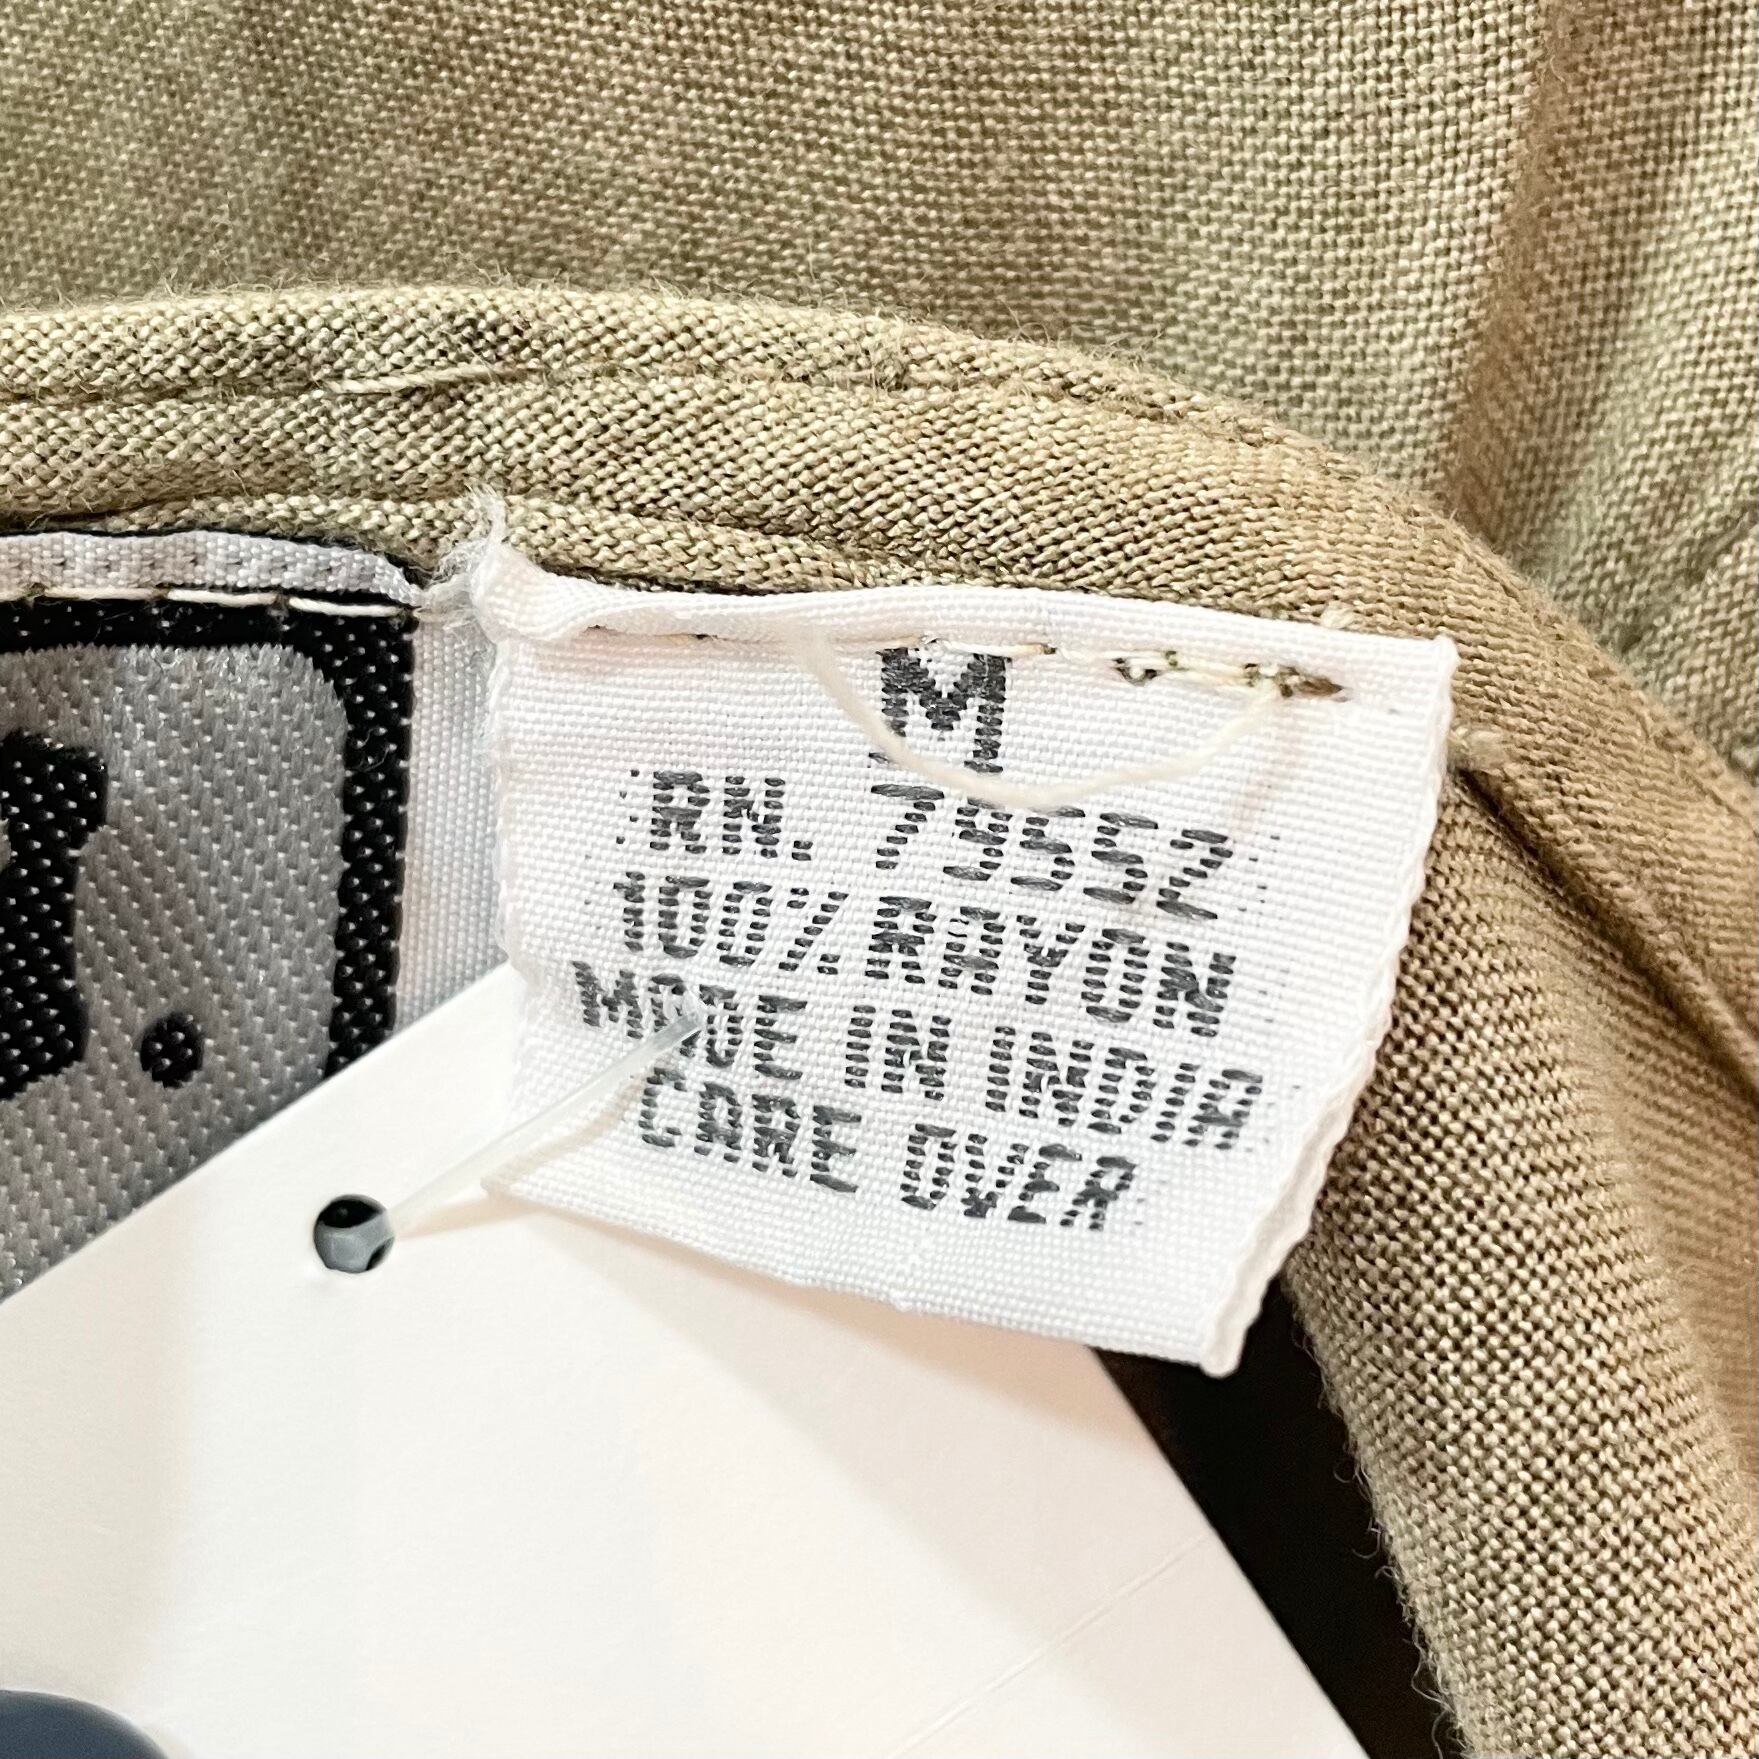 M
RN. 79552
100% RAYON
MADE IN INDIA
CARE OVER